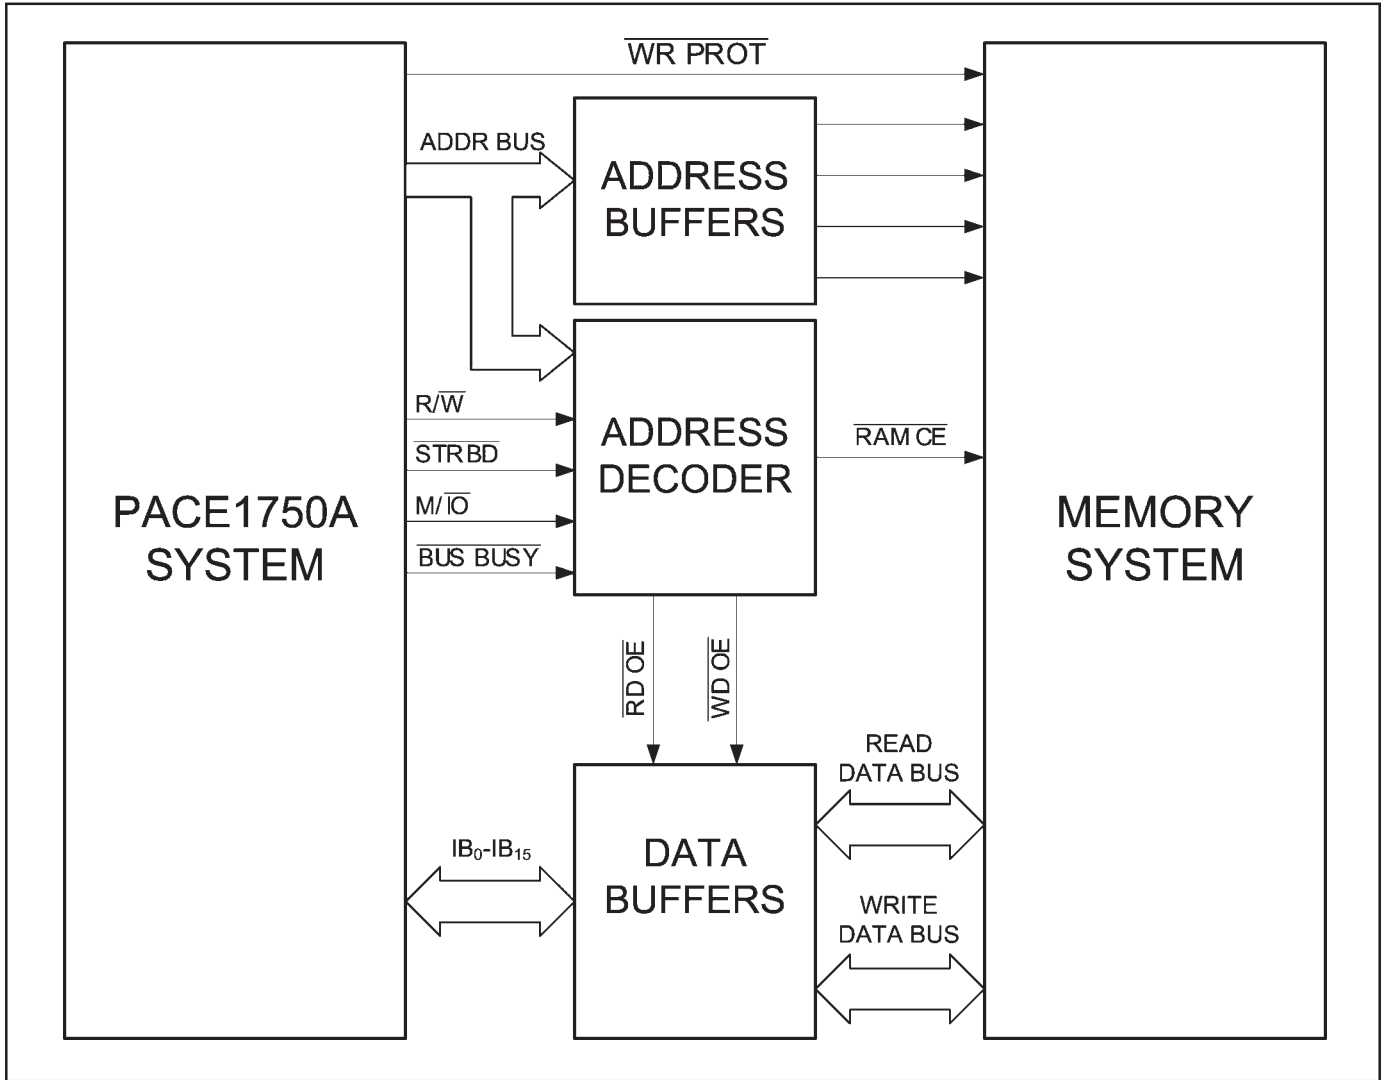 WR PROT
ADDR BUS
ADDRESS
BUFFERS
R/W
STRBD
M/IO
BUS BUSY
ADDRESS
DECODER
RAM CE
PACE1750A
SYSTEM
MEMORY
SYSTEM
RD OE
WD OE
READ
DATA BUS
IB₀-IB₁₅
DATA
BUFFERS
WRITE
DATA BUS